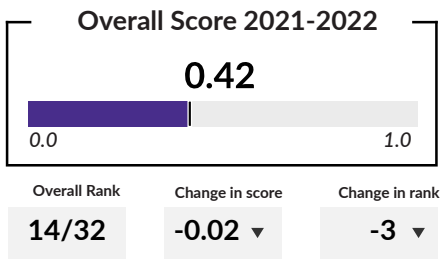 Overall Score 2021-2022
0.42
0.0 1.0
Overall Rank Change in score Change in rank
14/32 -0.02 ▼ -3 ▼